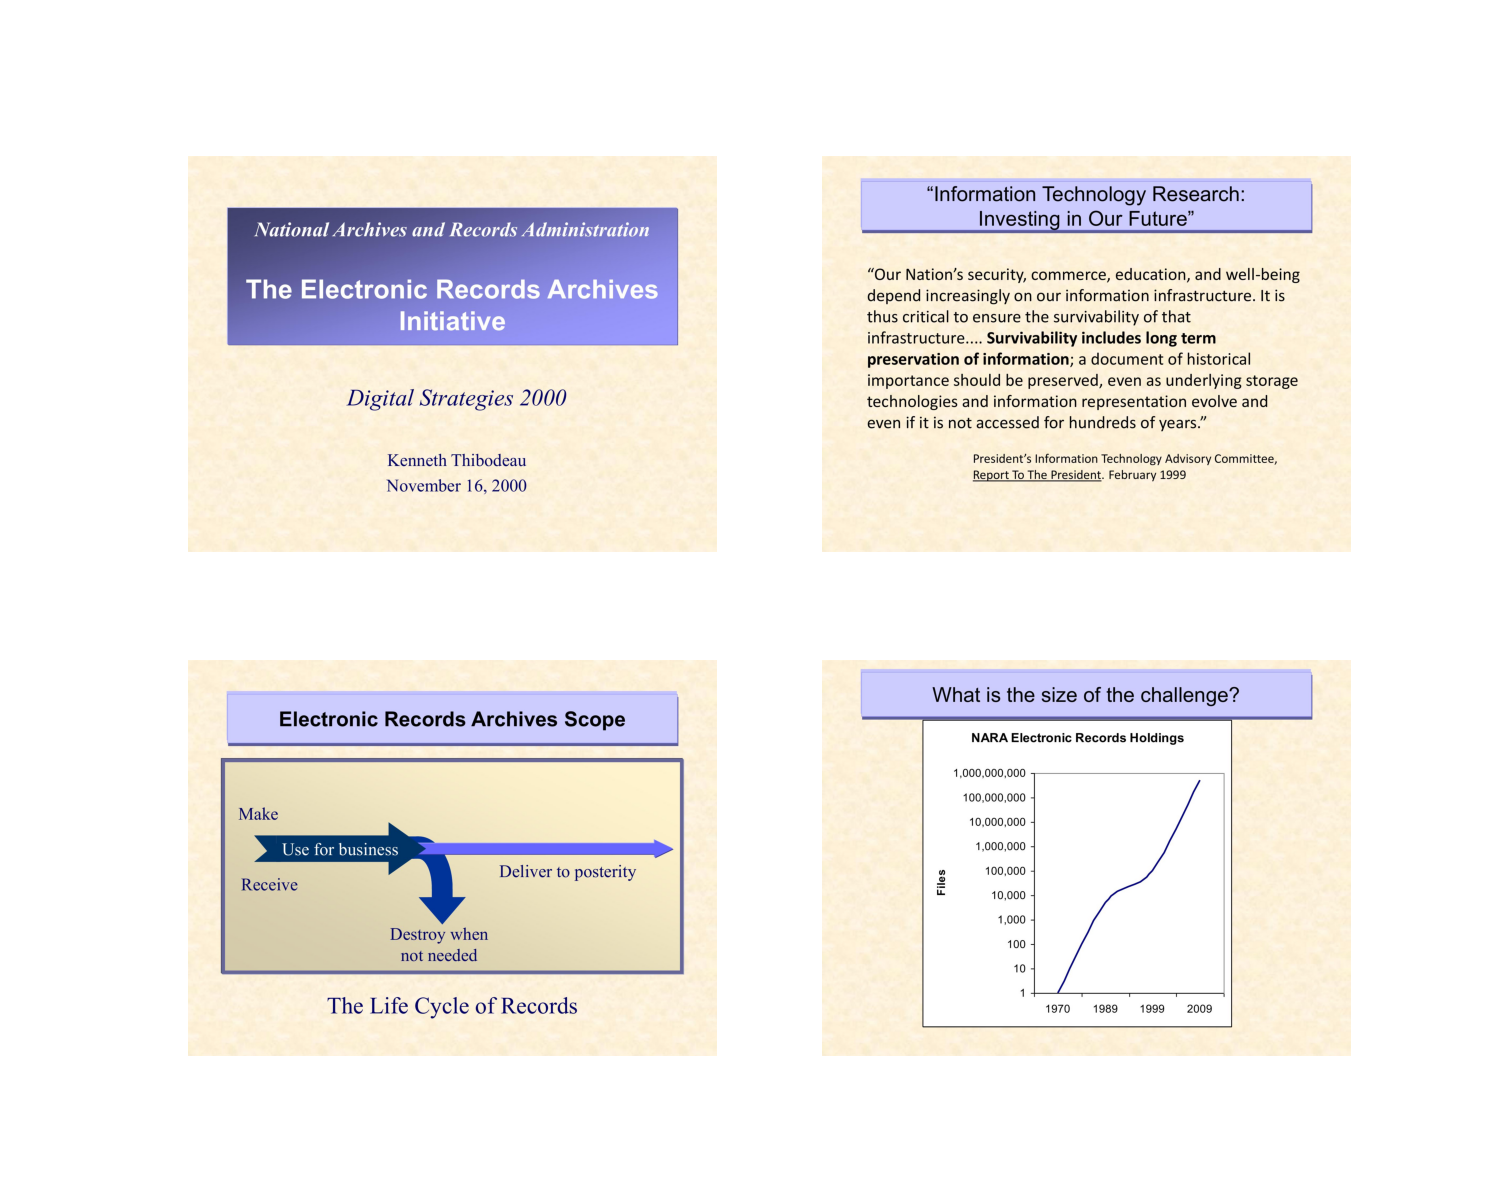 National Archives and Records Administration
The Electronic Records Archives
Initiative
Digital Strategies 2000
Kenneth Thibodeau
November 16, 2000
“Information Technology Research:
Investing in Our Future”
“Our Nation’s security, commerce, education, and well-being
depend increasingly on our information infrastructure. It is
thus critical to ensure the survivability of that
infrastructure.... Survivability includes long term
preservation of information; a document of historical
importance should be preserved, even as underlying storage
technologies and information representation evolve and
even if it is not accessed for hundreds of years.”
President’s Information Technology Advisory Committee,
Report To The President. February 1999
Electronic Records Archives Scope
Make
Use for business
Receive
Deliver to posterity
Destroy when
not needed
The Life Cycle of Records
What is the size of the challenge?
NARA Electronic Records Holdings
Files
1,000,000,000
100,000,000
10,000,000
1,000,000
100,000
10,000
1,000
100
10
1
1970 1989 1999 2009